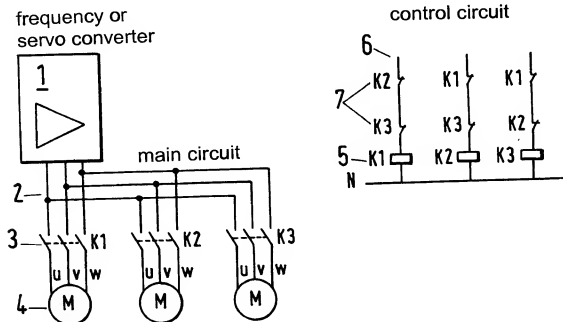 frequency or
servo converter
1
main circuit
2
3
K1
K2
K3
u v w
u v w
u v w
4
M
M
M
control circuit
6
K2
K1
K1
7
K3
K3
K2
5
K1
K2
K3
N